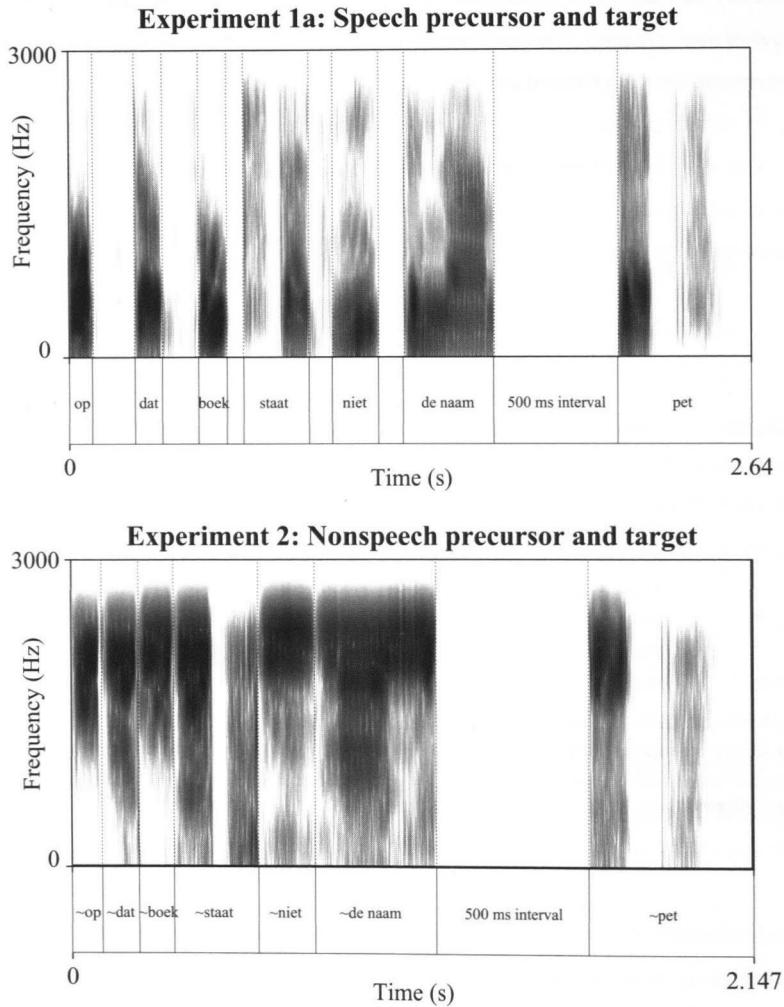 Experiment 1a: Speech precursor and target
3000
Frequency (Hz)
0
op dat boek staat niet de naam 500 ms interval pet
0 2.64
Time (s)
Experiment 2: Nonspeech precursor and target
3000
Frequency (Hz)
0
~op ~dat ~boek ~staat ~niet ~de naam 500 ms interval ~pet
0 2.147
Time (s)